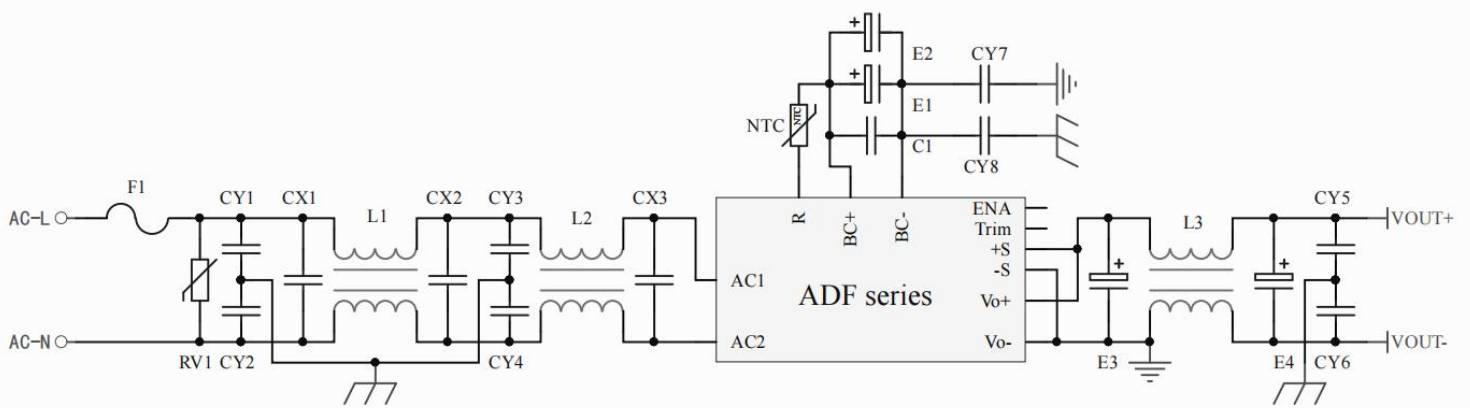 E2
CY7
E1
NTC
NTC
C1
CY8
F1
CY1
CX1
L1
CX2
CY3
L2
CX3
AC-L
R
BC+
BC-
ENA
Trim
+S
-S
Vo+
Vo-
L3
CY5
VOUT+
AC1
ADF series
AC2
AC-N
RV1
CY2
CY4
E3
E4
CY6
VOUT-